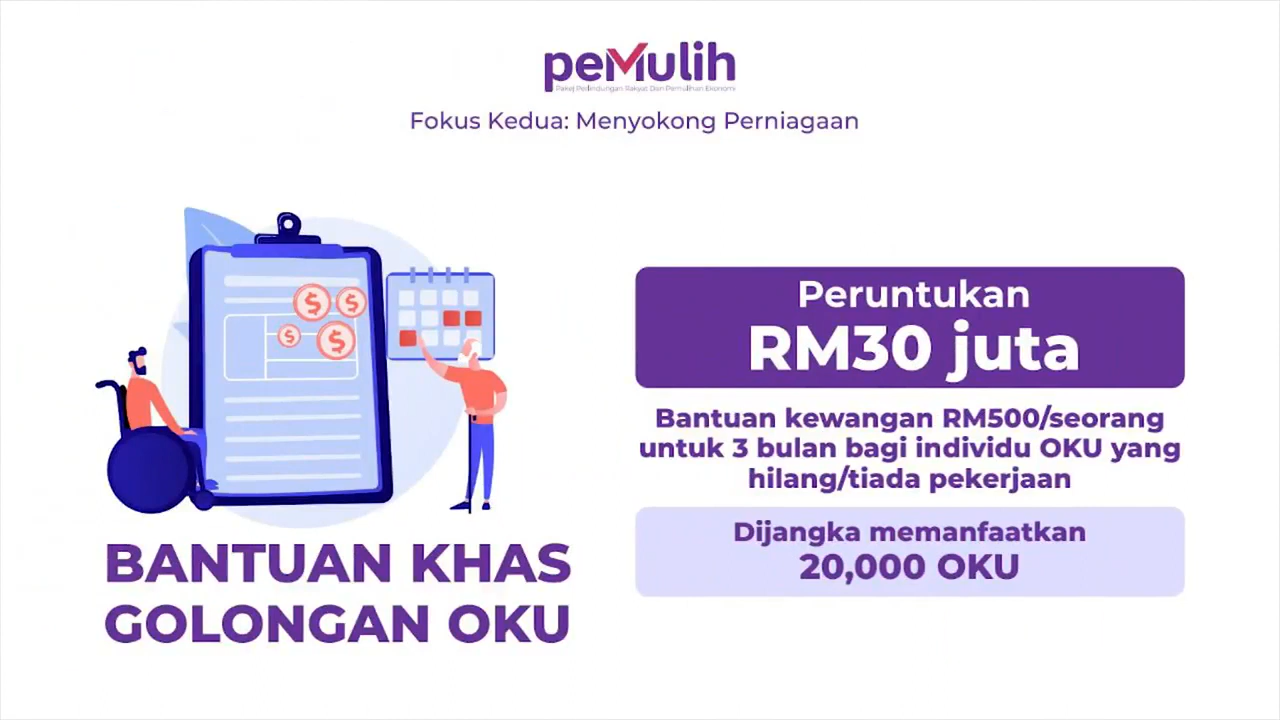 peMulih
Pakej Perlindungan Rakyat Dan Pemulihan Ekonomi
Fokus Kedua: Menyokong Perniagaan
BANTUAN KHAS
GOLONGAN OKU
Peruntukan
RM30 juta
Bantuan kewangan RM500/seorang
untuk 3 bulan bagi individu OKU yang
hilang/tiada pekerjaan
Dijangka memanfaatkan
20,000 OKU